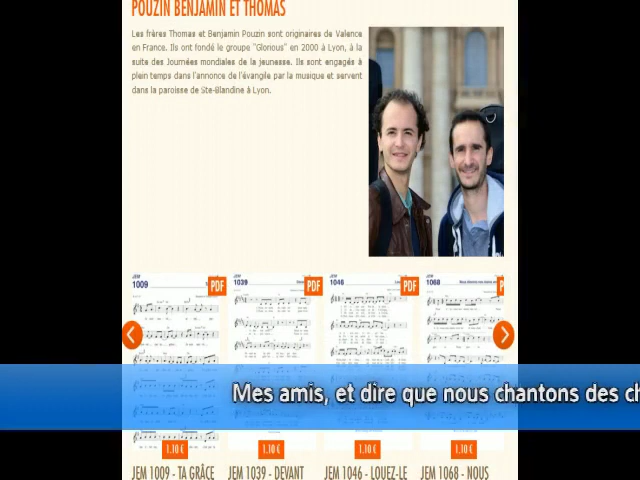 POUZIN BENJAMIN ET THOMAS
Les frères Thomas et Benjamin Pouzin sont originaires de Valence
en France. Ils ont fondé le groupe "Glorious" en 2000 à Lyon, à la
suite des Journées mondiales de la jeunesse. Ils sont engagés à
plein temps dans l'annonce de l'évangile par la musique et servent
dans la paroisse de Ste-Blandine à Lyon.
JEM
1009
PDF
JEM
1039
PDF
JEM
1046
PDF
JEM
1068
P
Mes amis, et dire que nous chantons des ch
1.10 € 1.10 € 1.10 € 1.10 €
JEM 1009 - TA GRÂCE JEM 1039 - DEVANT JEM 1046 - LOUEZ-LE JEM 1068 - NOUS